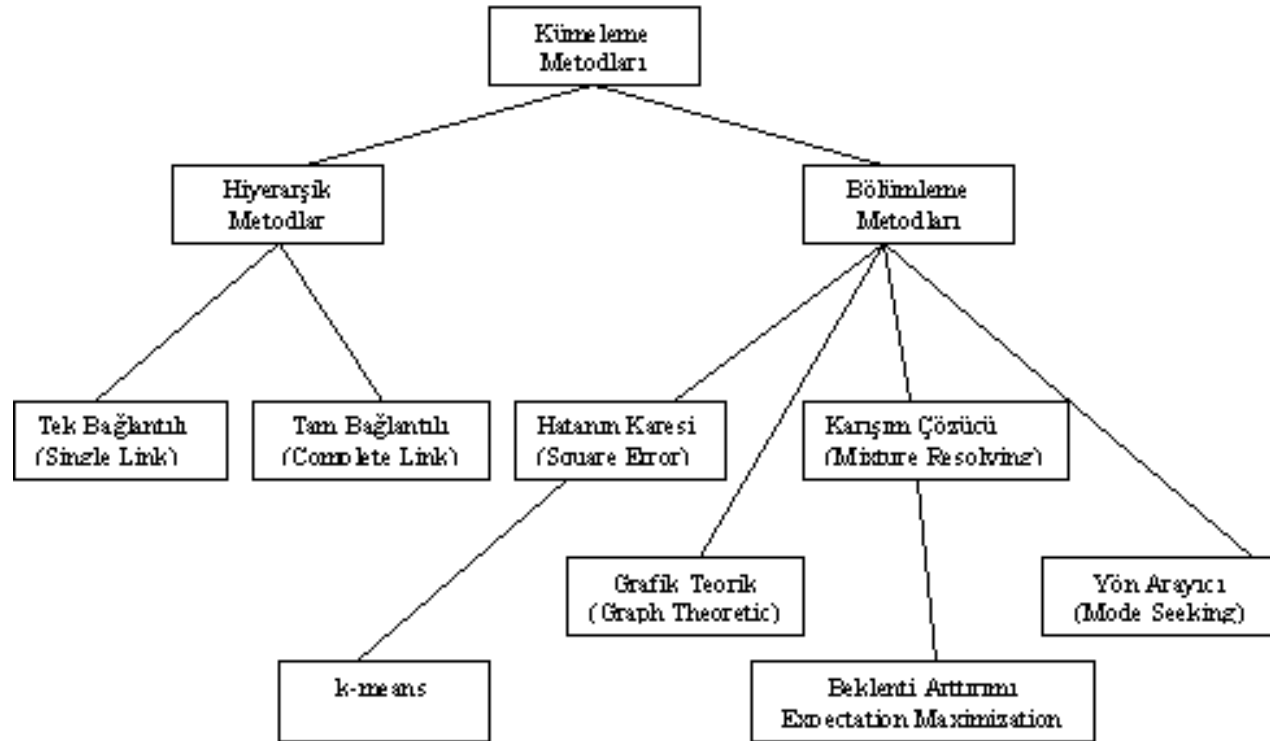 Kümeleme
Metodları
Hiyerarşik
Metodlar
Bölümleme
Metodları
Tek Bağlantılı
(Single Link)
Tam Bağlantılı
(Complete Link)
Hatanın Karesi
(Square Error)
Karışım Çözücü
(Mixture Resolving)
Grafik Teorik
(Graph Theoretic)
Yön Arayıcı
(Mode Seeking)
k-means
Beklenti Arttırımı
Expectation Maximization